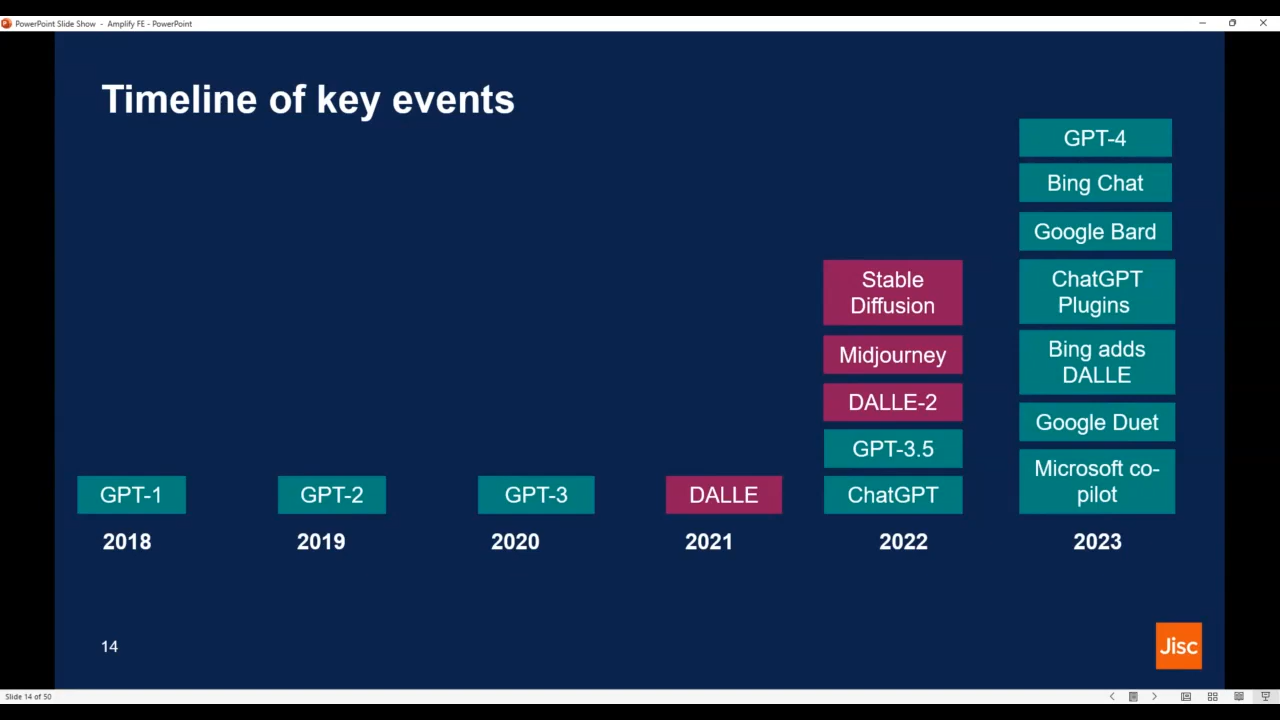 PowerPoint Slide Show - Amplify FE - PowerPoint
Timeline of key events
GPT-1
2018
GPT-2
2019
GPT-3
2020
DALLE
2021
Stable
Diffusion
Midjourney
DALLE-2
GPT-3.5
ChatGPT
2022
GPT-4
Bing Chat
Google Bard
ChatGPT
Plugins
Bing adds
DALLE
Google Duet
Microsoft co-
pilot
2023
14
Jisc
Slide 14 of 50